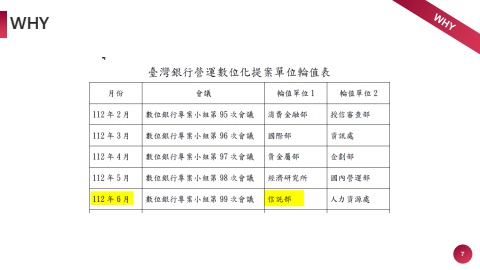 WHY
WHY
臺灣銀行營運數位化提案單位輪值表
月份 會議 輪值單位 1 輪值單位 2
112 年 2 月 數位銀行專案小組第 95 次會議 消費金融部 授信審查部
112 年 3 月 數位銀行專案小組第 96 次會議 國際部 資訊處
112 年 4 月 數位銀行專案小組第 97 次會議 貴金屬部 企劃部
112 年 5 月 數位銀行專案小組第 98 次會議 經濟研究所 國內營運部
112 年 6 月 數位銀行專案小組第 99 次會議 信託部 人力資源處
7